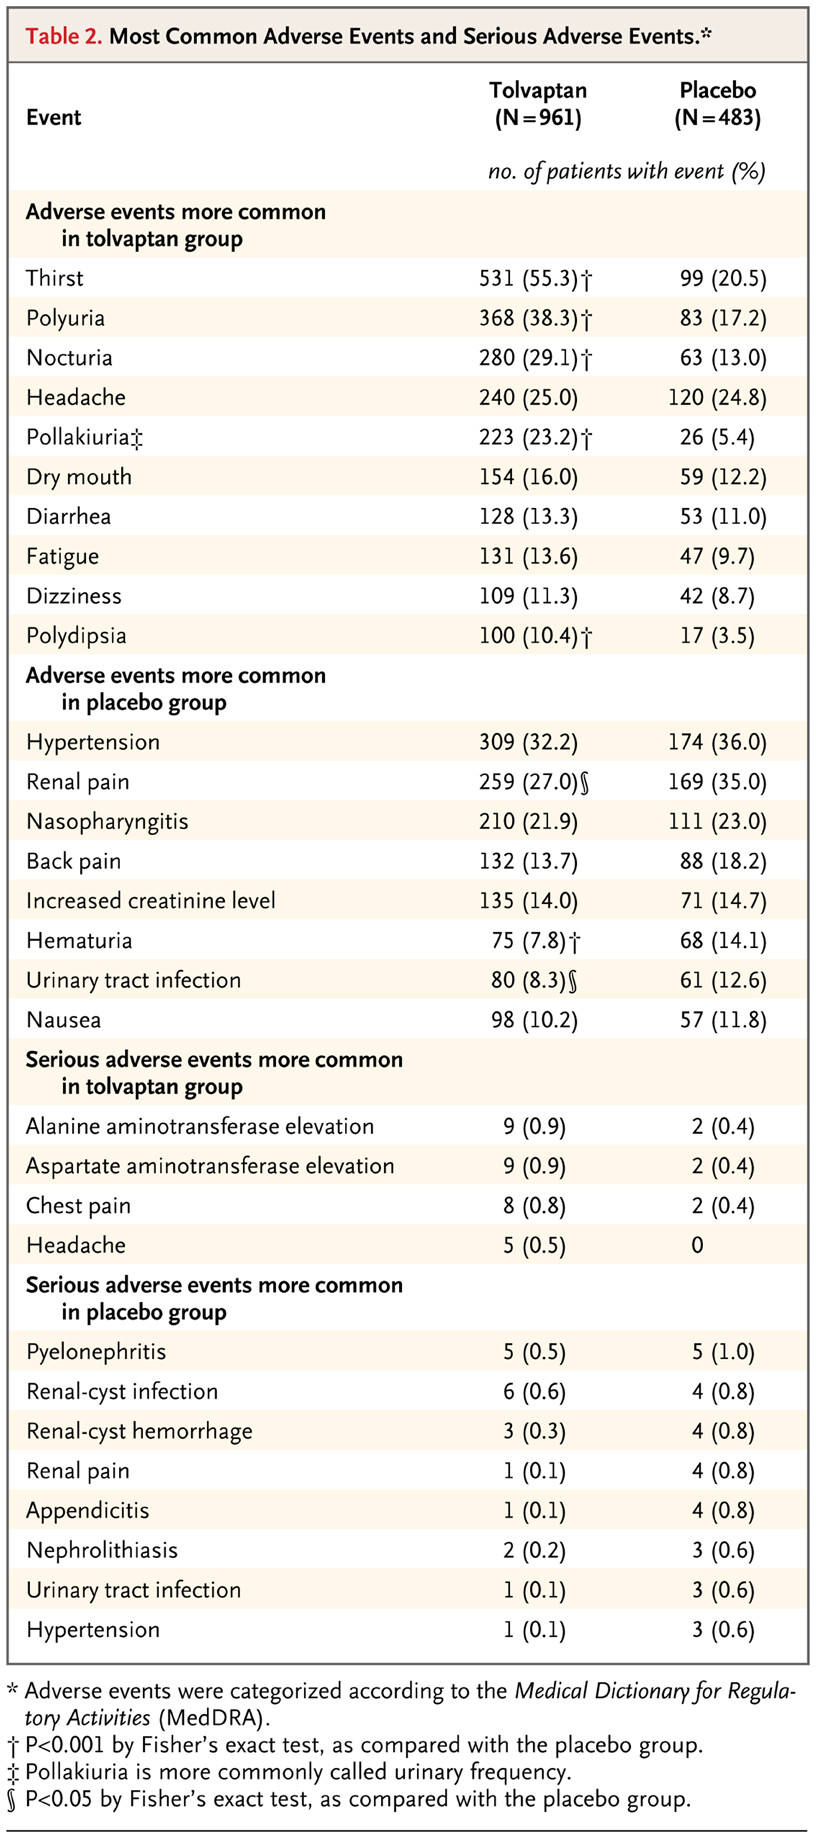 Table 2. Most Common Adverse Events and Serious Adverse Events.*
Event Tolvaptan (N=961) Placebo (N=483)
no. of patients with event (%)
Adverse events more common
in tolvaptan group
Thirst 531 (55.3)† 99 (20.5)
Polyuria 368 (38.3)† 83 (17.2)
Nocturia 280 (29.1)† 63 (13.0)
Headache 240 (25.0) 120 (24.8)
Pollakiuria‡ 223 (23.2)† 26 (5.4)
Dry mouth 154 (16.0) 59 (12.2)
Diarrhea 128 (13.3) 53 (11.0)
Fatigue 131 (13.6) 47 (9.7)
Dizziness 109 (11.3) 42 (8.7)
Polydipsia 100 (10.4)† 17 (3.5)
Adverse events more common
in placebo group
Hypertension 309 (32.2) 174 (36.0)
Renal pain 259 (27.0)§ 169 (35.0)
Nasopharyngitis 210 (21.9) 111 (23.0)
Back pain 132 (13.7) 88 (18.2)
Increased creatinine level 135 (14.0) 71 (14.7)
Hematuria 75 (7.8)† 68 (14.1)
Urinary tract infection 80 (8.3)§ 61 (12.6)
Nausea 98 (10.2) 57 (11.8)
Serious adverse events more common
in tolvaptan group
Alanine aminotransferase elevation 9 (0.9) 2 (0.4)
Aspartate aminotransferase elevation 9 (0.9) 2 (0.4)
Chest pain 8 (0.8) 2 (0.4)
Headache 5 (0.5) 0
Serious adverse events more common
in placebo group
Pyelonephritis 5 (0.5) 5 (1.0)
Renal-cyst infection 6 (0.6) 4 (0.8)
Renal-cyst hemorrhage 3 (0.3) 4 (0.8)
Renal pain 1 (0.1) 4 (0.8)
Appendicitis 1 (0.1) 4 (0.8)
Nephrolithiasis 2 (0.2) 3 (0.6)
Urinary tract infection 1 (0.1) 3 (0.6)
Hypertension 1 (0.1) 3 (0.6)
* Adverse events were categorized according to the Medical Dictionary for Regula-
tory Activities (MedDRA).
† P<0.001 by Fisher's exact test, as compared with the placebo group.
‡ Pollakiuria is more commonly called urinary frequency.
§ P<0.05 by Fisher's exact test, as compared with the placebo group.